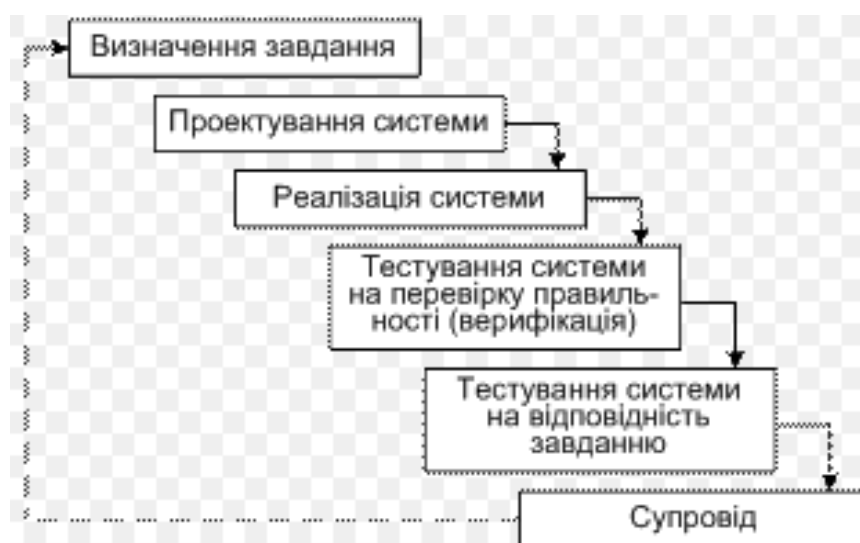 Визначення завдання
Проектування системи
Реалізація системи
Тестування системи
на перевірку правиль-
ності (верифікація)
Тестування системи
на відповідність
завданню
Супровід